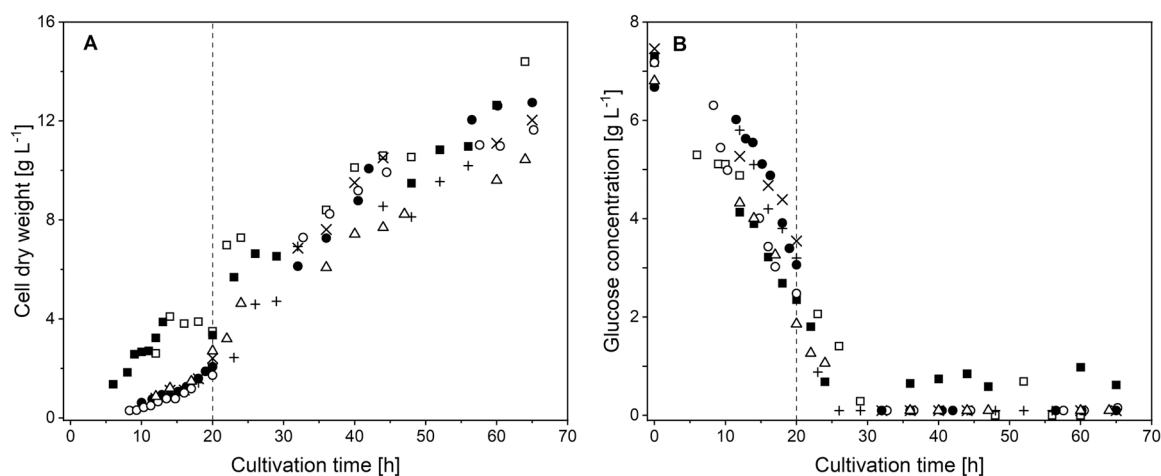 A
Cell dry weight [g L⁻¹]
16
12
8
4
0
0 10 20 30 40 50 60 70
Cultivation time [h]
B
Glucose concentration [g L⁻¹]
8
6
4
2
0
0 10 20 30 40 50 60 70
Cultivation time [h]